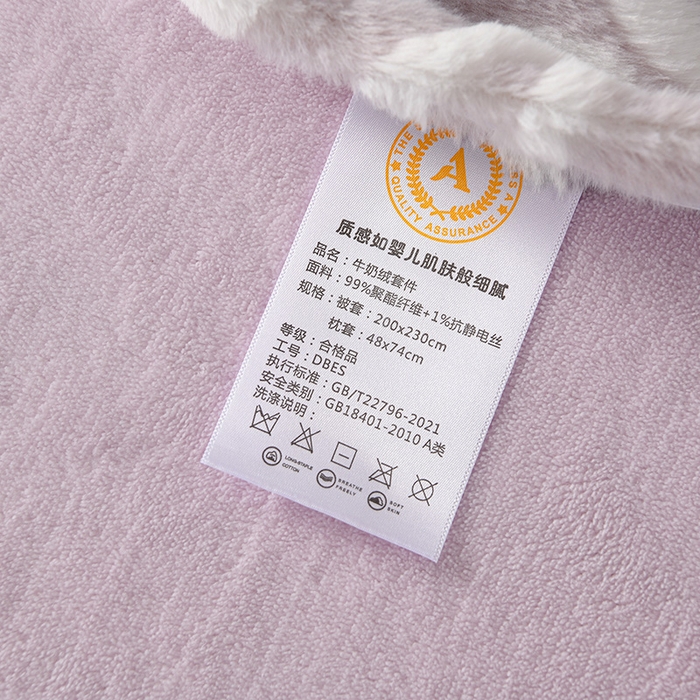 THE S
SS A
A
QUALITY ASSURANCE
质感如婴儿肌肤般细腻
品名：牛奶绒套件
面料：99%聚酯纤维+1%抗静电丝
规格：被套：200x230cm
枕套：48x74cm
等级：合格品
工号：DBES
执行标准：GB/T22796-2021
安全类别：GB18401-2010 A类
洗涤说明：
LONG-STAPLE
COTTON
BREATHE
FREELY
SOFT
SKIN